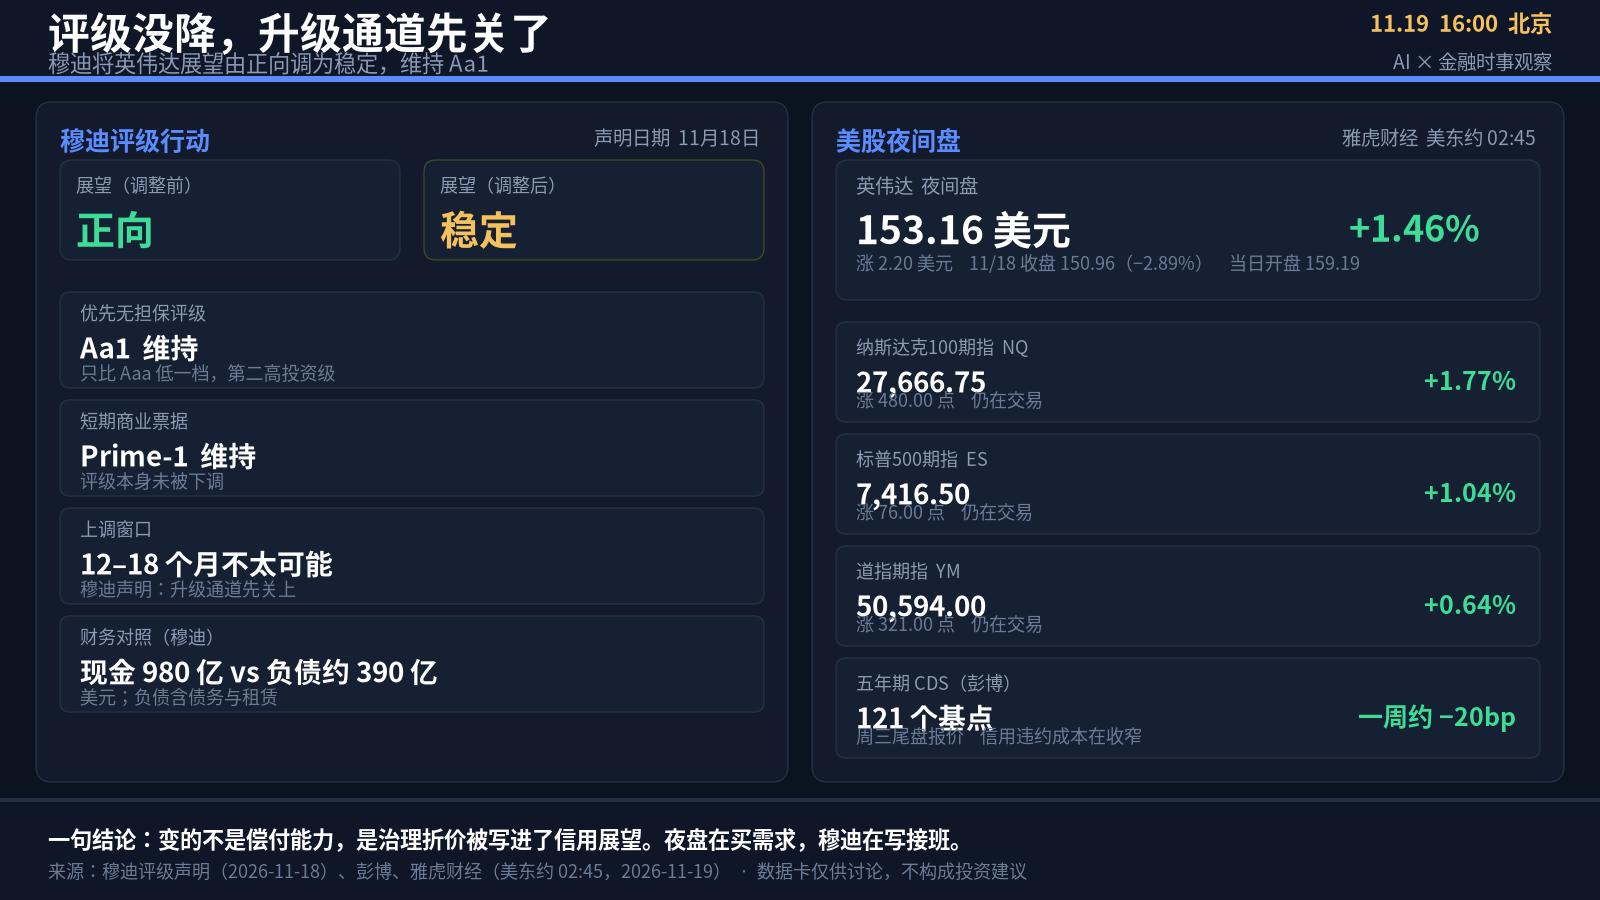 评级没降，升级通道先关了
穆迪将英伟达展望由正向调为稳定，维持 Aa1
11.19 16:00 北京
AI × 金融时事观察
穆迪评级行动
声明日期 11月18日
展望（调整前）
正向
展望（调整后）
稳定
优先无担保评级
Aa1 维持
只比 Aaa 低一档，第二高投资级
短期商业票据
Prime-1 维持
评级本身未被下调
上调窗口
12–18 个月不太可能
穆迪声明：升级通道先关上
财务对照（穆迪）
现金 980 亿 vs 负债约 390 亿
美元；负债含债务与租赁
美股夜间盘
雅虎财经 美东约 02:45
英伟达 夜间盘
153.16 美元
+1.46%
涨 2.20 美元 11/18 收盘 150.96（−2.89%） 当日开盘 159.19
纳斯达克100期指 NQ
27,666.75
+1.77%
涨 480.00 点 仍在交易
标普500期指 ES
7,416.50
+1.04%
涨 76.00 点 仍在交易
道指期指 YM
50,594.00
+0.64%
涨 321.00 点 仍在交易
五年期 CDS（彭博）
121 个基点
一周约 −20bp
周三尾盘报价 信用违约成本在收窄
一句结论：变的不是偿付能力，是治理折价被写进了信用展望。夜盘在买需求，穆迪在写接班。
来源：穆迪评级声明（2026-11-18）、彭博、雅虎财经（美东约 02:45，2026-11-19） · 数据卡仅供讨论，不构成投资建议